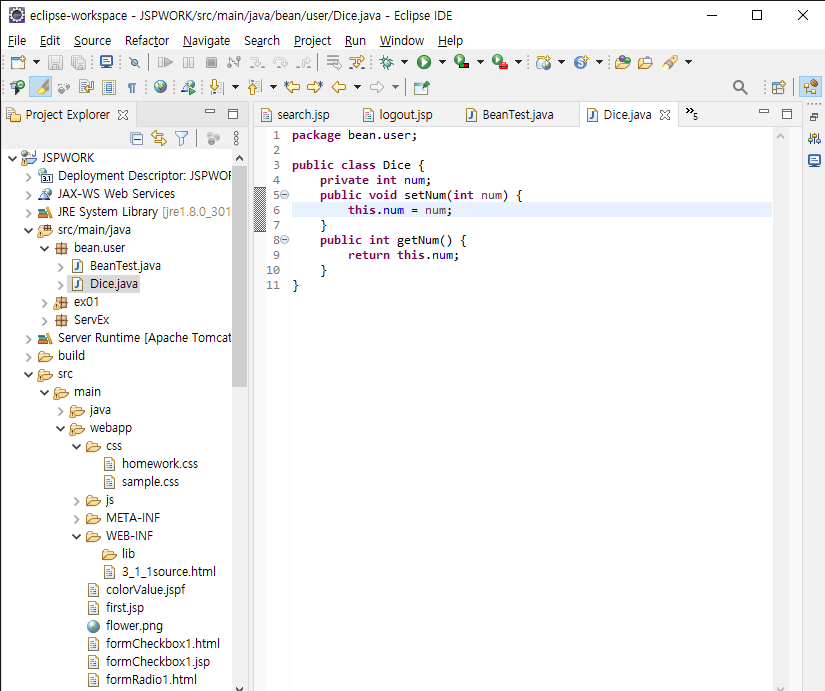 eclipse-workspace - JSPWORK/src/main/java/bean/user/Dice.java - Eclipse IDE
File Edit Source Refactor Navigate Search Project Run Window Help
Project Explorer
JSPWORK
Deployment Descriptor: JSPWOR
JAX-WS Web Services
JRE System Library [jre1.8.0_301
src/main/java
bean.user
BeanTest.java
Dice.java
ex01
ServEx
Server Runtime [Apache Tomcat
build
src
main
java
webapp
css
homework.css
sample.css
js
META-INF
WEB-INF
lib
3_1_1source.html
colorValue.jspf
first.jsp
flower.png
formCheckbox1.html
formCheckbox1.jsp
formRadio1.html
search.jsp logout.jsp BeanTest.java Dice.java »5
1 package bean.user;
2
3 public class Dice {
4 private int num;
5 public void setNum(int num) {
6 this.num = num;
7 }
8 public int getNum() {
9 return this.num;
10 }
11 }